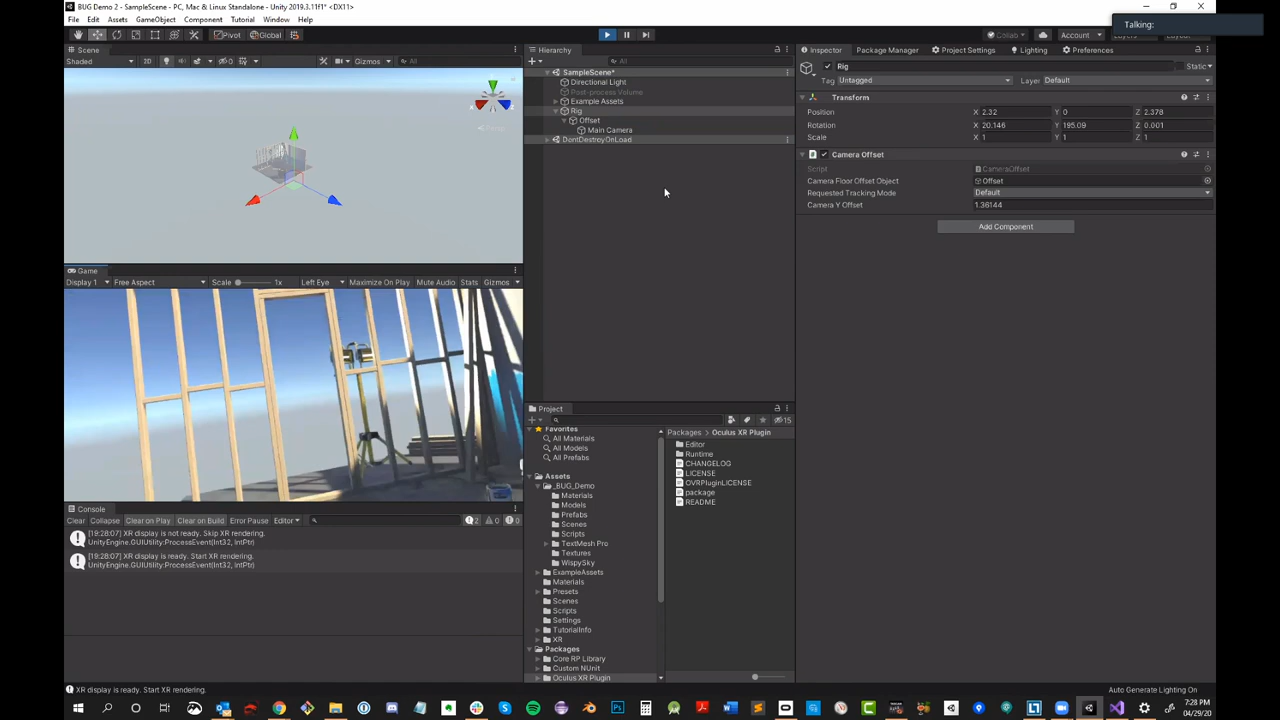 BUG Demo 2 - SampleScene - PC, Mac & Linux Standalone - Unity 2019.3.11f1* <DX11>
File Edit Assets GameObject Component Tutorial Window Help
Talking:
Pivot Global Collab Account Layers Layout
Scene
Shaded 2D 0 Gizmos All
Persp
Game
Display 1 Free Aspect Scale 1x Left Eye Maximize On Play Mute Audio Stats Gizmos
Console
Clear Collapse Clear on Play Clear on Build Error Pause Editor 2 0 0
[19:28:07] XR display is not ready. Skip XR rendering.
UnityEngine.GUIUtility:ProcessEvent(Int32, IntPtr)
[19:28:07] XR display is ready. Start XR rendering.
UnityEngine.GUIUtility:ProcessEvent(Int32, IntPtr)
Hierarchy
All
SampleScene*
Directional Light
Post-process Volume
Example Assets
Rig
Offset
Main Camera
DontDestroyOnLoad
Project
15
Favorites
All Materials
All Models
All Prefabs
Assets
_BUG_Demo
Materials
Models
Prefabs
Scenes
Scripts
TextMesh Pro
Textures
WispySky
ExampleAssets
Materials
Presets
Scenes
Scripts
Settings
TutorialInfo
XR
Packages
Core RP Library
Custom NUnit
Oculus XR Plugin
Packages Oculus XR Plugin
Editor
Runtime
CHANGELOG
LICENSE
OVRPluginLICENSE
package
README
Inspector Package Manager Project Settings Lighting Preferences
Rig Static
Tag Untagged Layer Default
Transform
Position X 2.32 Y 0 Z 2.378
Rotation X 20.146 Y 195.09 Z 0.001
Scale X 1 Y 1 Z 1
Camera Offset
Script CameraOffset
Camera Floor Offset Object Offset
Requested Tracking Mode Default
Camera Y Offset 1.36144
Add Component
XR display is ready. Start XR rendering.
Auto Generate Lighting On
7:28 PM
04/29/20